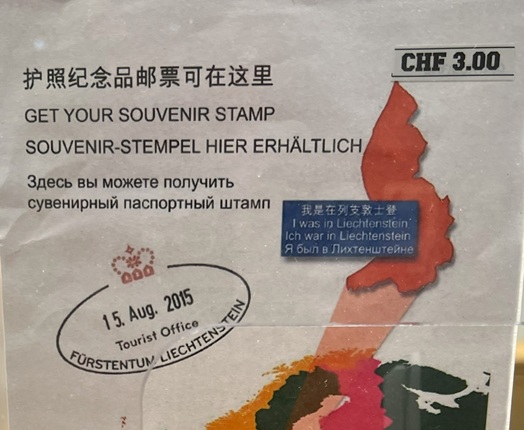 护照纪念品邮票可在这里
CHF 3.00
GET YOUR SOUVENIR STAMP
SOUVENIR-STEMPEL HIER ERHÄLTLICH
Здесь вы можете получить
сувенирный паспортный штамп
我是在列支敦士登
I was in Liechtenstein
Ich war in Liechtenstein
Я был в Лихтенштейне
15. Aug. 2015
Tourist Office
FÜRSTENTUM LIECHTENSTEIN